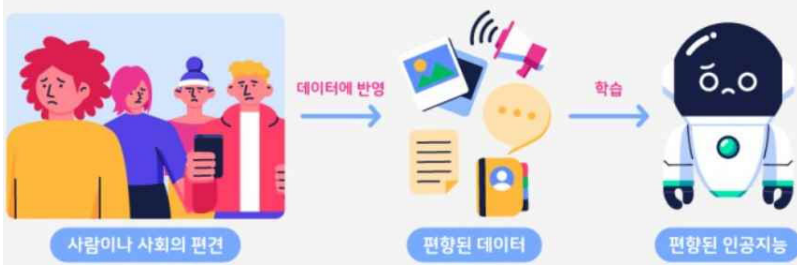 데이터에 반영
학습
사람이나 사회의 편견
편향된 데이터
편향된 인공지능